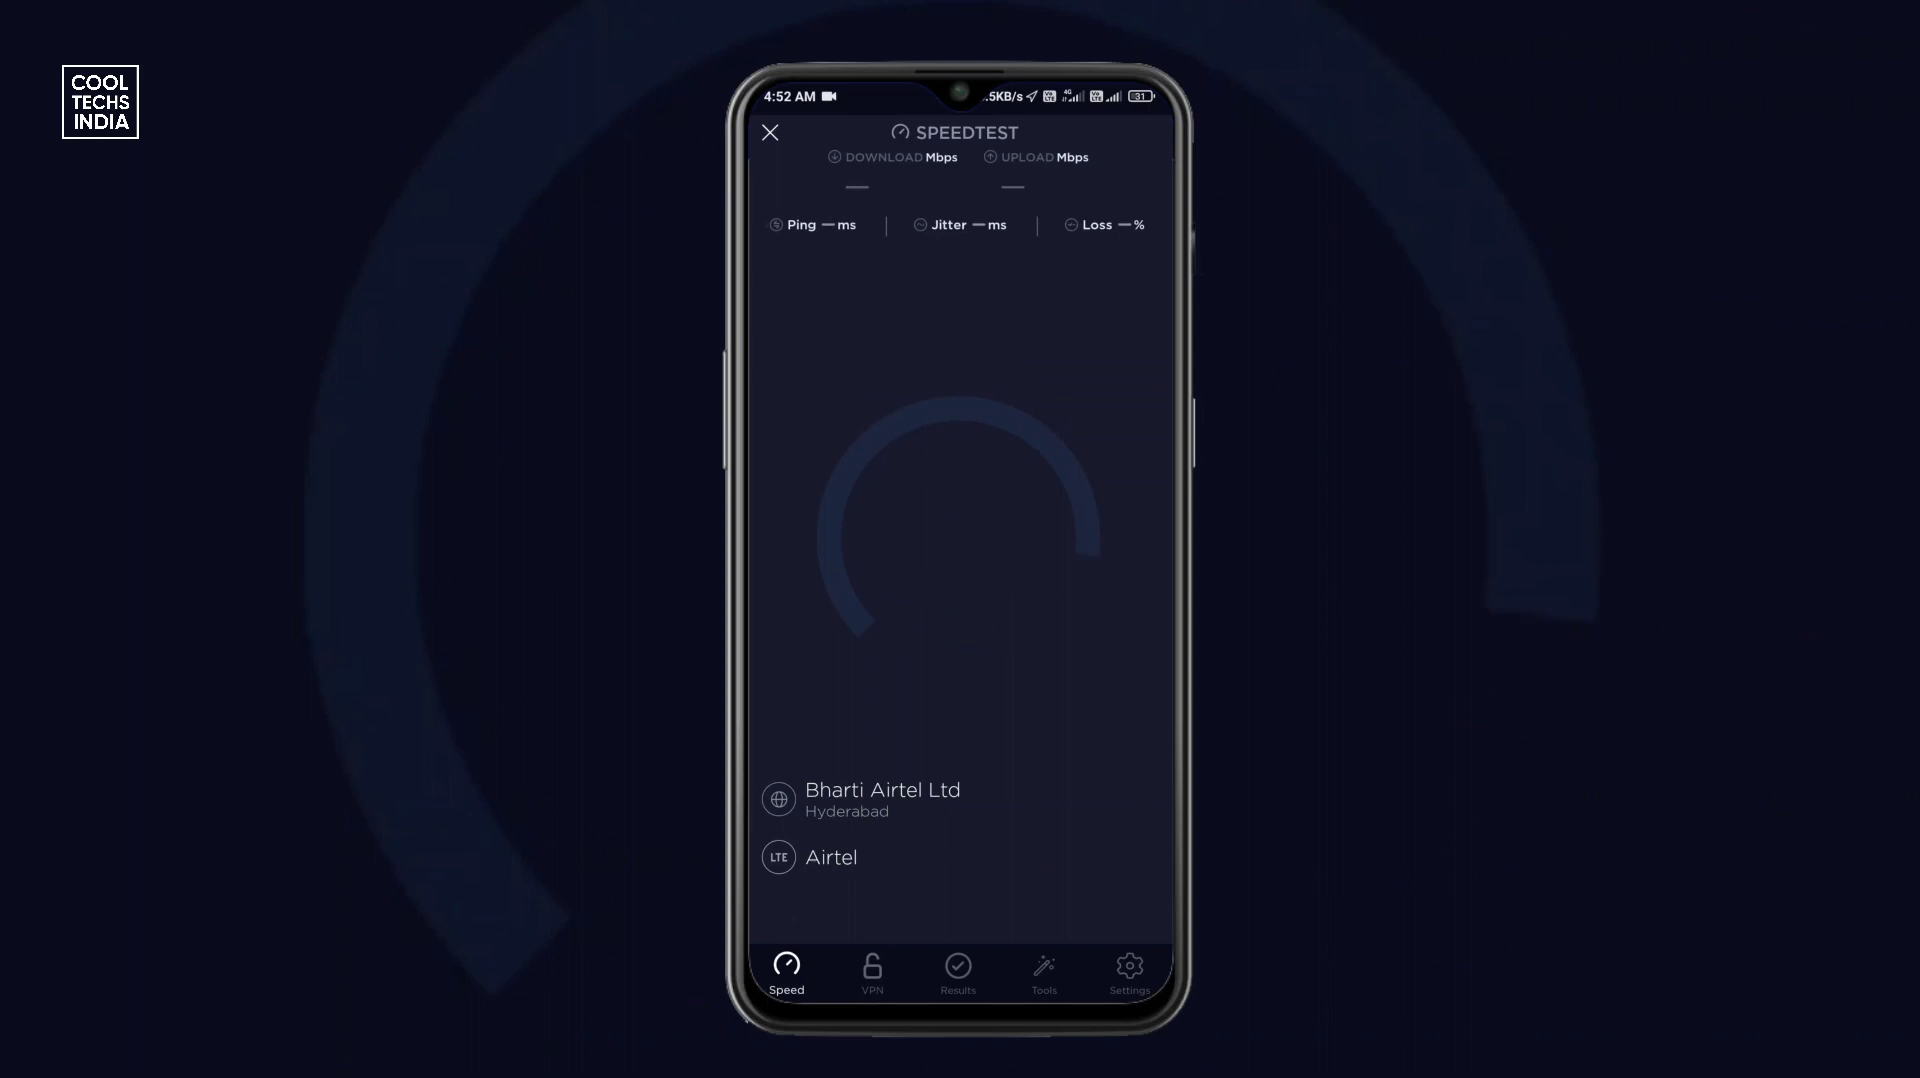 COOL
TECHS
INDIA
4:52 AM
.5KB/s
4G
31
SPEEDTEST
DOWNLOAD Mbps
UPLOAD Mbps
— —
Ping — ms
Jitter — ms
Loss — %
Bharti Airtel Ltd
Hyderabad
LTE Airtel
Speed
VPN
Results
Tools
Settings